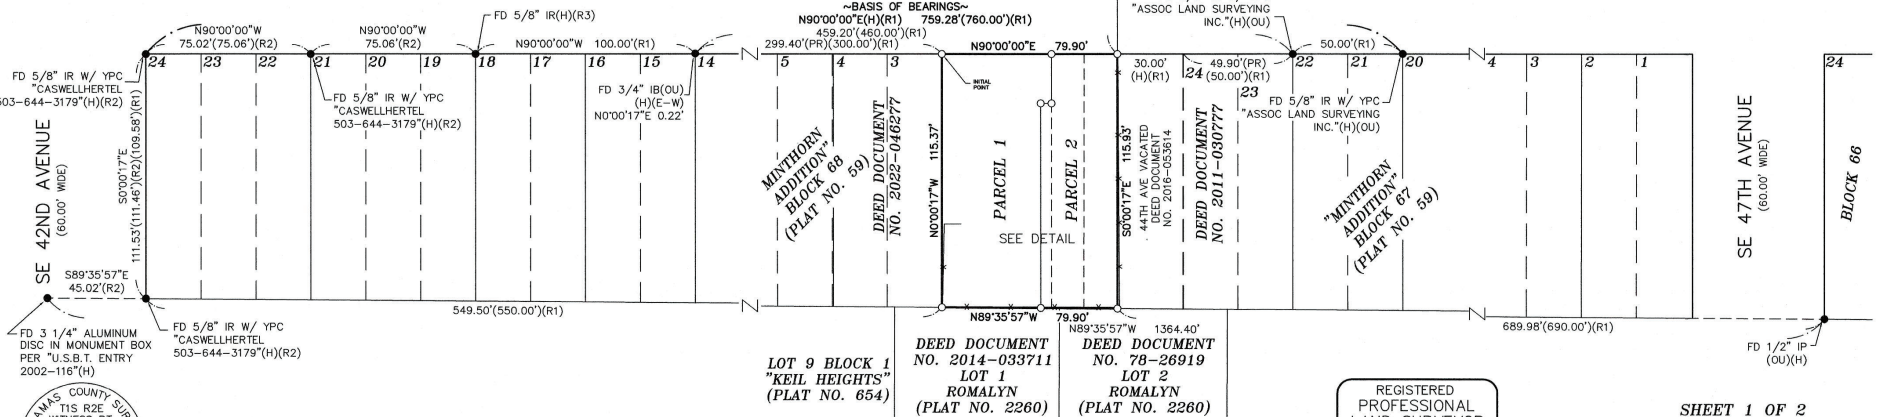 ~BASIS OF BEARINGS~
N90°00'00"E(H)(R1) 759.28'(760.00')(R1)
459.20'(460.00')(R1)
299.40'(PR)(300.00')(R1)
N90°00'00"W
75.02'(75.06')(R2)
N90°00'00"W
75.06'(R2)
FD 5/8" IR(H)(R3)
N90°00'00"W 100.00'(R1)
N90°00'00"E 79.90'
"ASSOC LAND SURVEYING
INC."(H)(OU)
50.00'(R1)
24 23 22 21 20 19 18 17 16 15 14
5 4 3
30.00'
(H)(R1)
24
49.90'(PR)
(50.00')(R1)
23
22 21 20
4 3 2 1
24
FD 5/8" IR W/ YPC
"CASWELLHERTEL
503-644-3179"(H)(R2)
FD 5/8" IR W/ YPC
"CASWELLHERTEL
503-644-3179"(H)(R2)
FD 3/4" IB(OU)
(H)(E-W)
N0°00'17"E 0.22'
INITIAL
POINT
FD 5/8" IR W/ YPC
"ASSOC LAND SURVEYING
INC."(H)(OU)
SE 42ND AVENUE
(60.00' WIDE)
S0°00'17"E
111.53'(111.46')(R2)(109.58')(R1)
MINTHORN
ADDITION"
BLOCK 68
(PLAT NO. 59)
DEED DOCUMENT
NO. 2022-046277
N0°00'17"W 115.37'
PARCEL 1
PARCEL 2
SEE DETAIL
S0°00'17"E 115.93'
44TH AVE VACATED
DEED DOCUMENT
NO. 2016-053614
DEED DOCUMENT
NO. 2011-030777
"MINTHORN
ADDITION"
BLOCK 67
(PLAT NO. 59)
SE 47TH AVENUE
(60.00' WIDE)
BLOCK 66
S89°35'57"E
45.02'(R2)
549.50'(550.00')(R1)
N89°35'57"W 79.90'
N89°35'57"W 1364.40'
689.98'(690.00')(R1)
FD 3 1/4" ALUMINUM
DISC IN MONUMENT BOX
PER "U.S.B.T. ENTRY
2002-116"(H)
FD 5/8" IR W/ YPC
"CASWELLHERTEL
503-644-3179"(H)(R2)
LOT 9 BLOCK 1
"KEIL HEIGHTS"
(PLAT NO. 654)
DEED DOCUMENT
NO. 2014-033711
LOT 1
ROMALYN
(PLAT NO. 2260)
DEED DOCUMENT
NO. 78-26919
LOT 2
ROMALYN
(PLAT NO. 2260)
FD 1/2" IP
(OU)(H)
AMAS COUNTY SUR
T1S R2E
REGISTERED
PROFESSIONAL
LAND SURVEYOR
SHEET 1 OF 2